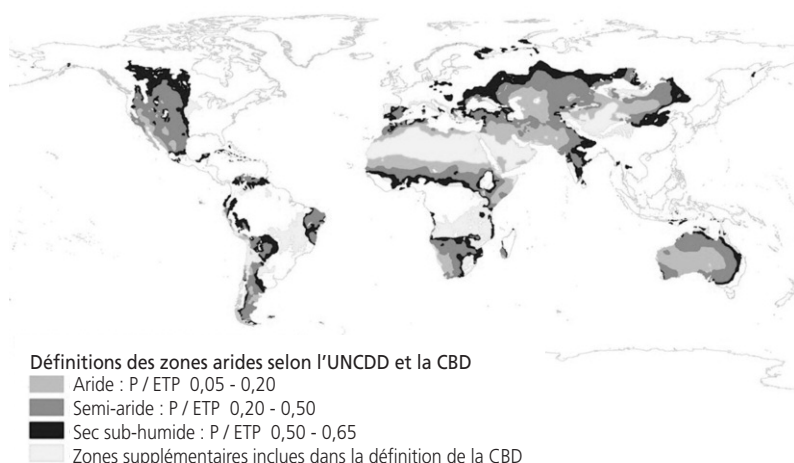 Définitions des zones arides selon l'UNCDD et la CBD
Aride : P / ETP 0,05 - 0,20
Semi-aride : P / ETP 0,20 - 0,50
Sec sub-humide : P / ETP 0,50 - 0,65
Zones supplémentaires inclues dans la définition de la CBD